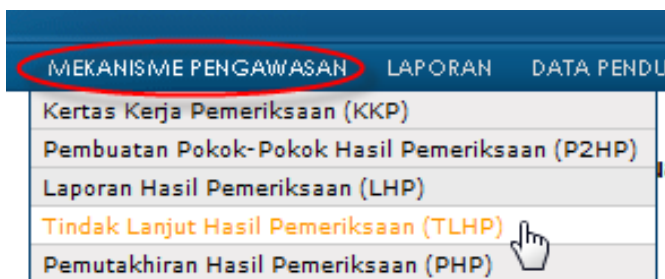 MEKANISME PENGAWASAN LAPORAN DATA PENDU
Kertas Kerja Pemeriksaan (KKP)
Pembuatan Pokok-Pokok Hasil Pemeriksaan (P2HP)
Laporan Hasil Pemeriksaan (LHP)
Tindak Lanjut Hasil Pemeriksaan (TLHP)
Pemutakhiran Hasil Pemeriksaan (PHP)